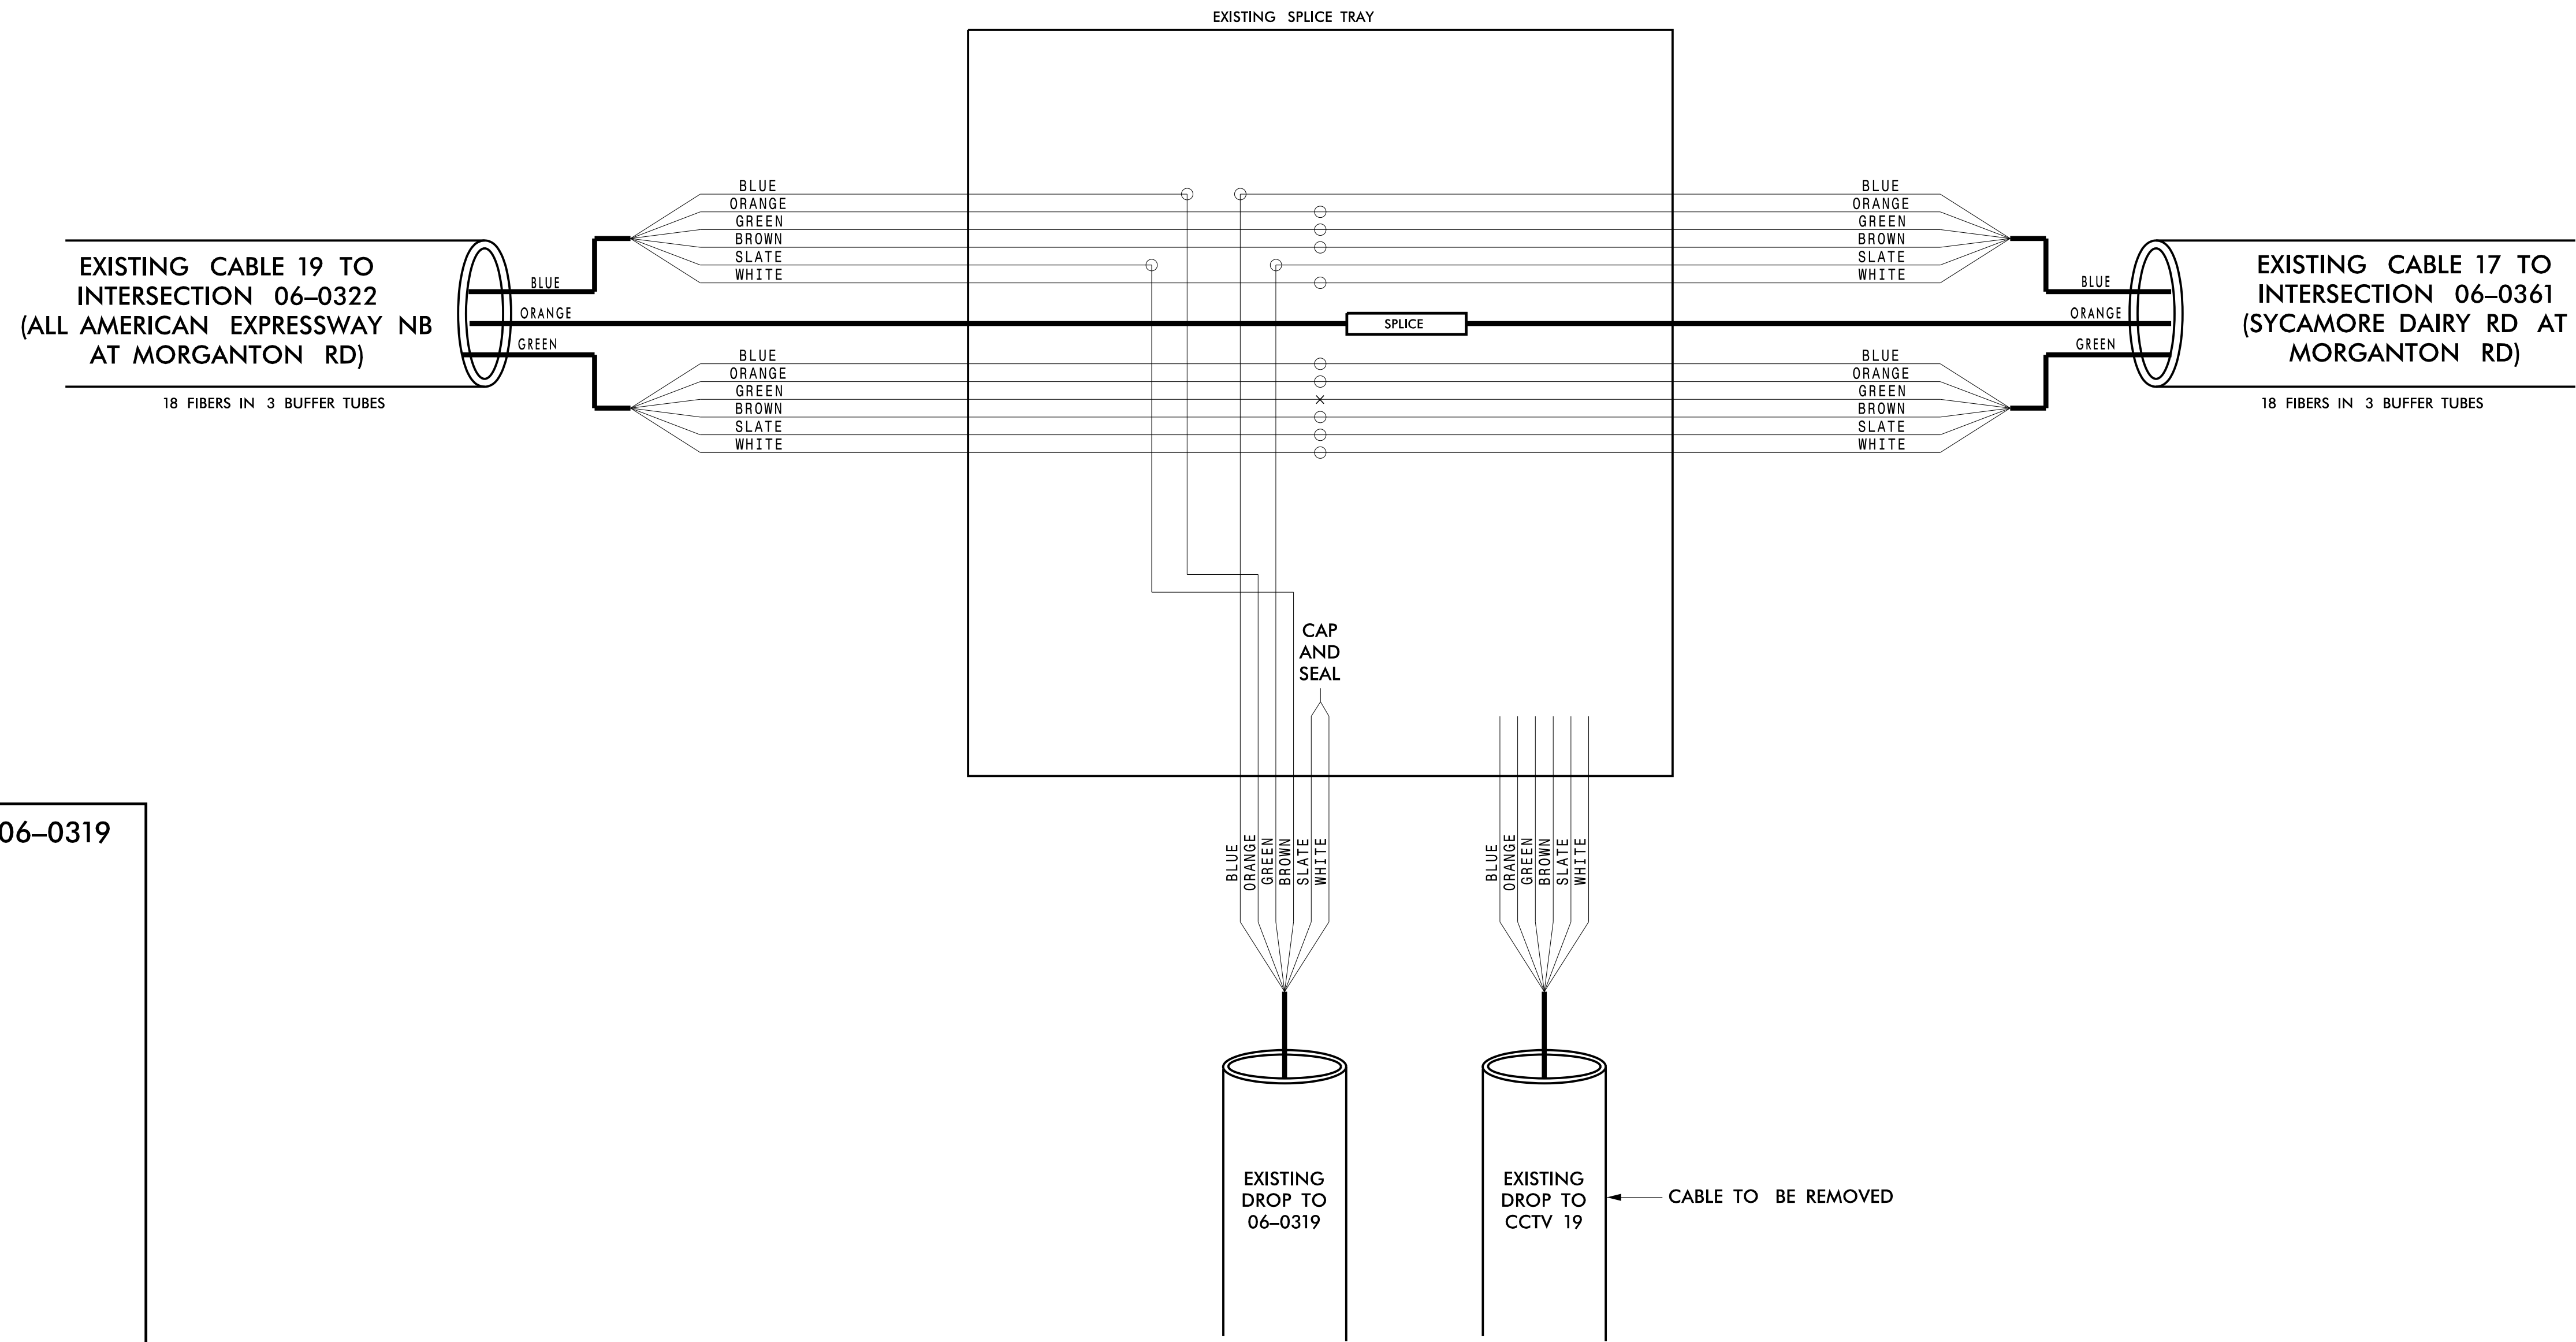 EXISTING SPLICE TRAY
BLUE
ORANGE
GREEN
BROWN
SLATE
WHITE
BLUE
ORANGE
GREEN
BROWN
SLATE
WHITE
EXISTING CABLE 19 TO
INTERSECTION 06–0322
(ALL AMERICAN EXPRESSWAY NB
AT MORGANTON RD)
18 FIBERS IN 3 BUFFER TUBES
BLUE
ORANGE
GREEN
SPLICE
BLUE
ORANGE
GREEN
EXISTING CABLE 17 TO
INTERSECTION 06–0361
(SYCAMORE DAIRY RD AT
MORGANTON RD)
18 FIBERS IN 3 BUFFER TUBES
BLUE
ORANGE
GREEN
BROWN
SLATE
WHITE
BLUE
ORANGE
GREEN
BROWN
SLATE
WHITE
CAP
AND
SEAL
06–0319
BLUE
ORANGE
GREEN
BROWN
SLATE
WHITE
BLUE
ORANGE
GREEN
BROWN
SLATE
WHITE
EXISTING
DROP TO
06–0319
EXISTING
DROP TO
CCTV 19
CABLE TO BE REMOVED